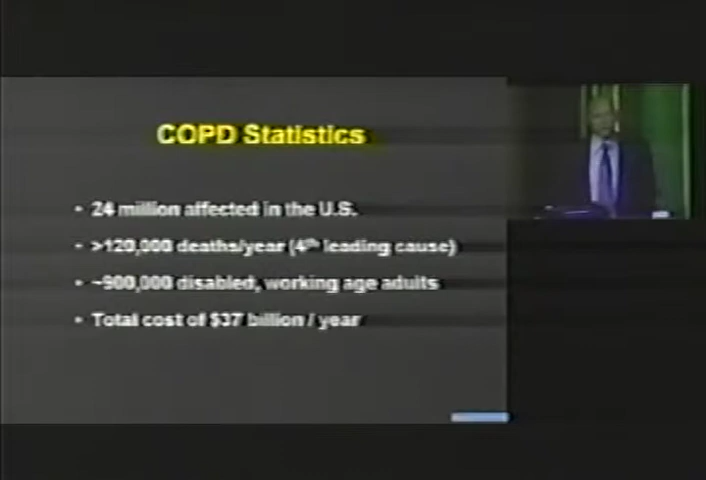 COPD Statistics
• 24 million affected in the U.S.
• >120,000 deaths/year (4th leading cause)
• ~900,000 disabled, working age adults
• Total cost of $37 billion / year